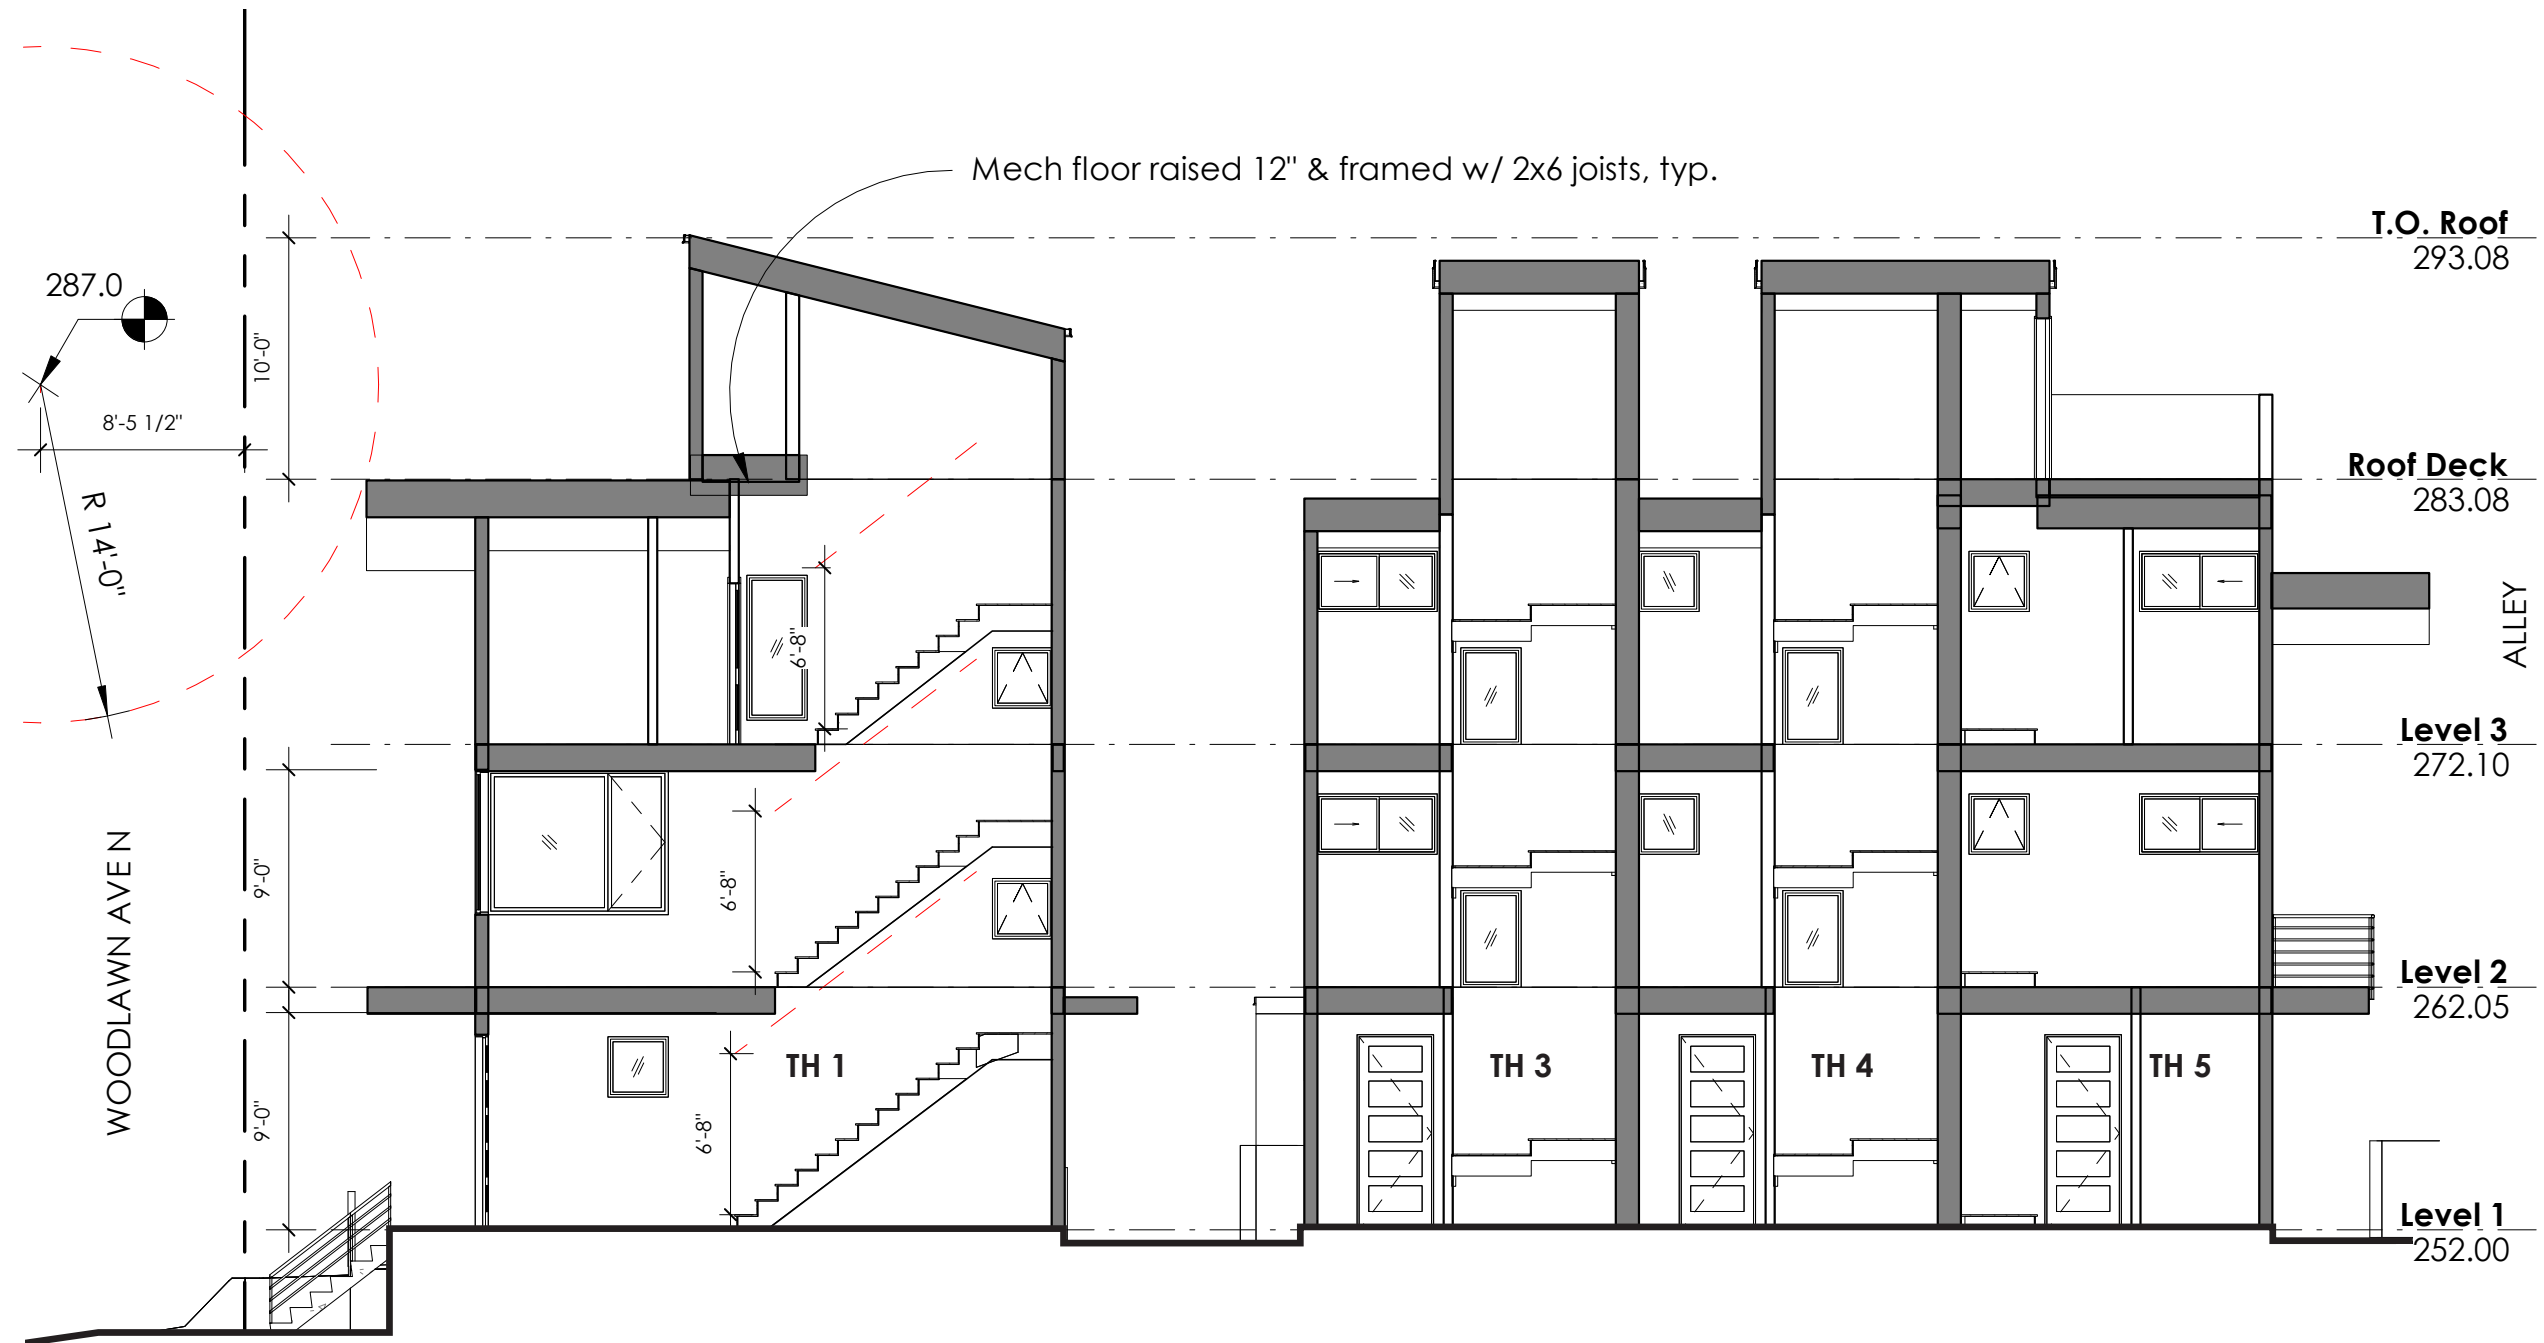 Mech floor raised 12" & framed w/ 2x6 joists, typ.
T.O. Roof
293.08
287.0
10'-0"
8'-5 1/2"
R 14'-0"
Roof Deck
283.08
ALLEY
6'-8"
Level 3
272.10
WOODLAWN AVE N
9'-0"
6'-8"
Level 2
262.05
9'-0"
6'-8"
TH 1
TH 3
TH 4
TH 5
Level 1
252.00